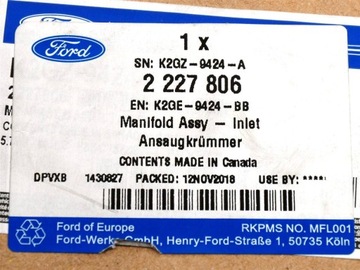 Ford
1 x
SN: K2GZ-9424-A
2 227 806
EN: K2GE-9424-BB
Manifold Assy - Inlet
Ansaugkrümmer
CONTENTS MADE IN Canada
DPVXB 1430827 PACKED: 12NOV2018 USE BY: ****
Ford of Europe RKPMS NO. MFL001
Ford-Werke GmbH, Henry-Ford-Straße 1, 50735 Köln